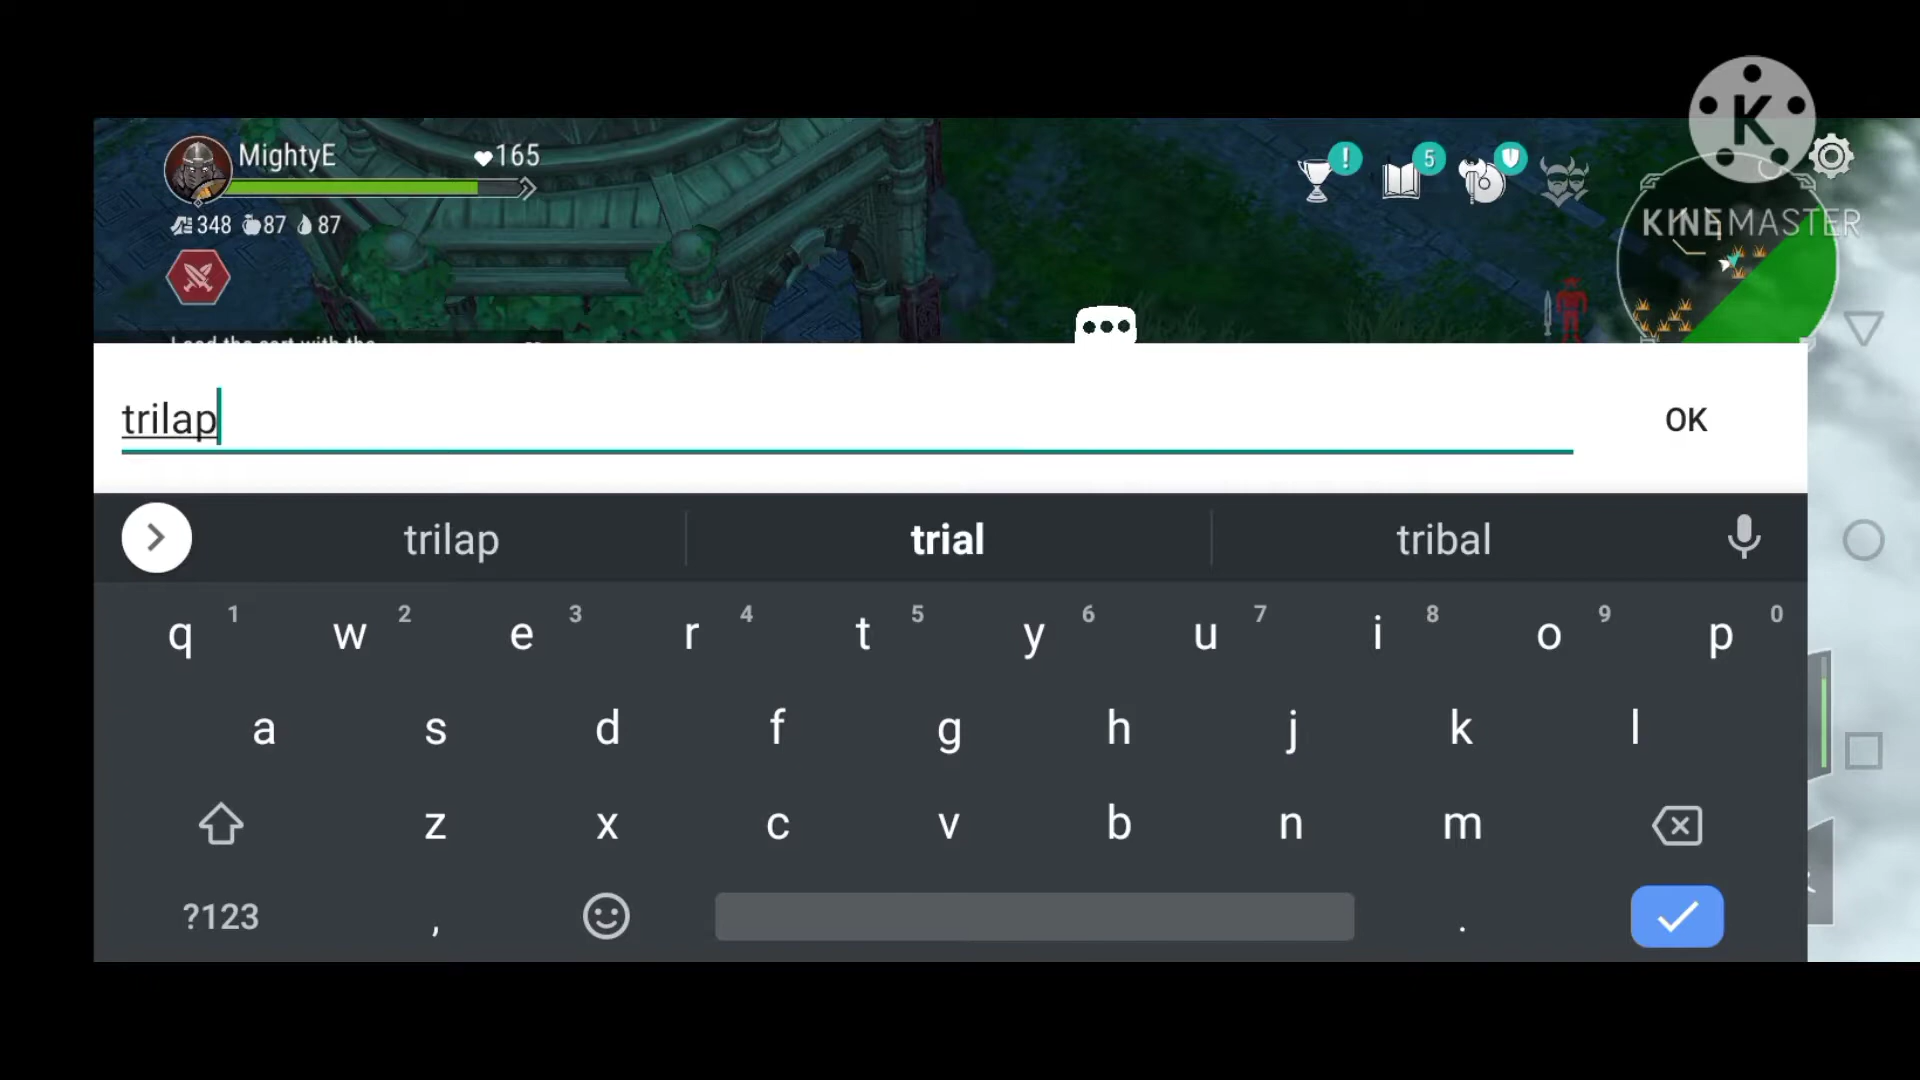 MightyE
165
348 87 87
! 5
K
KINEMASTER
trilap
OK
trilap trial tribal
q 1 w 2 e 3 r 4 t 5 y 6 u 7 i 8 o 9 p 0
a s d f g h j k l
z x c v b n m
?123 , .